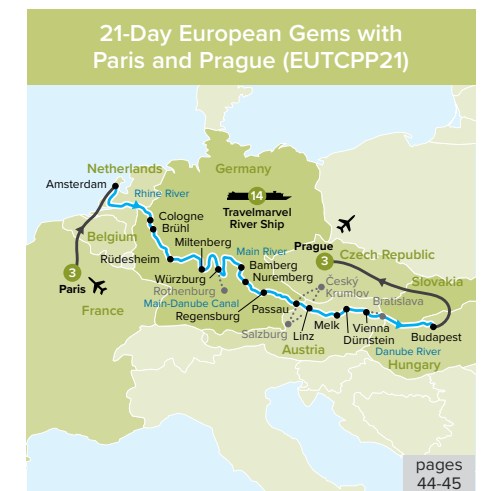 21-Day European Gems with
Paris and Prague (EUTCPP21)
Netherlands
Germany
Amsterdam
Rhine River
14
Travelmarvel
River Ship
Cologne
Brühl
Belgium
Miltenberg
Main River
Prague
3
Czech Republic
Rüdesheim
Bamberg
Nuremberg
3
Paris
Würzburg
Rothenburg
Český
Krumlov
Slovakia
Main-Danube Canal
Bratislava
France
Regensburg
Passau
Salzburg
Linz
Melk
Vienna
Dürnstein
Budapest
Austria
Danube River
Hungary
pages
44-45